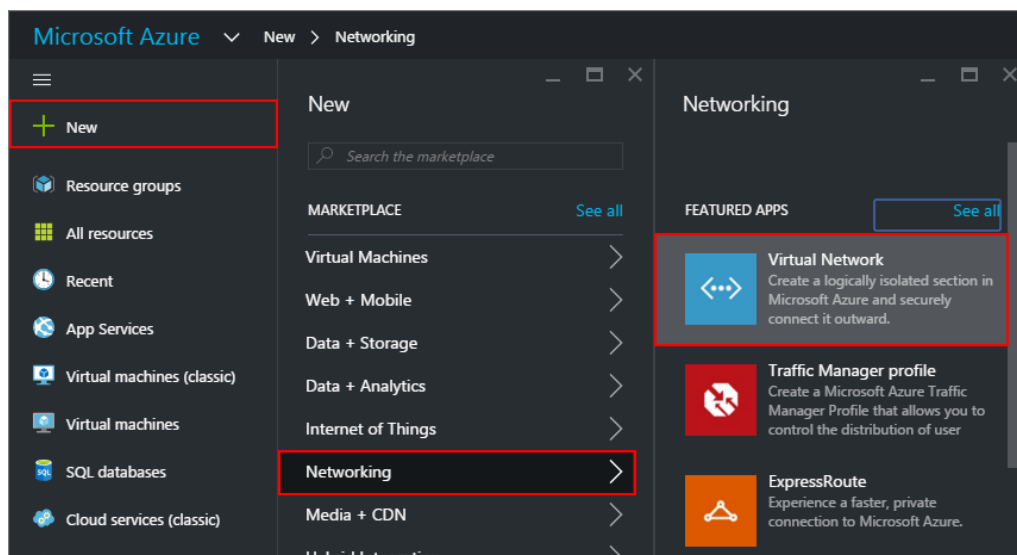 Microsoft Azure New > Networking
New
Resource groups
All resources
Recent
App Services
Virtual machines (classic)
Virtual machines
SQL databases
SQL
Cloud services (classic)
New
Search the marketplace
MARKETPLACE See all
Virtual Machines
Web + Mobile
Data + Storage
Data + Analytics
Internet of Things
Networking
Media + CDN
Networking
FEATURED APPS See all
Virtual Network
Create a logically isolated section in
Microsoft Azure and securely
connect it outward.
Traffic Manager profile
Create a Microsoft Azure Traffic
Manager Profile that allows you to
control the distribution of user
ExpressRoute
Experience a faster, private
connection to Microsoft Azure.